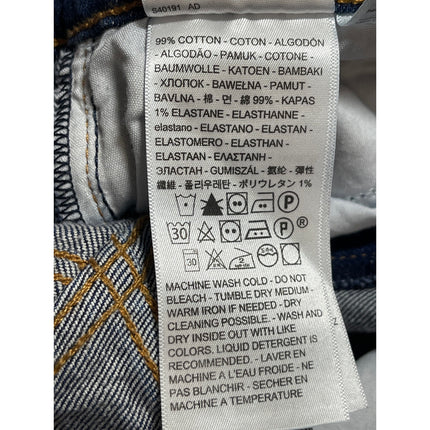 S40191 AD
99% COTTON - COTON - ALGODÓN
- ALGODÃO - PAMUK - COTONE -
BAUMWOLLE - KATOEN - BAMBAKI
- ХЛОПОК - BAWEŁNA - PAMUT -
BAVLNA - 棉 - 면 - 綿 99% - KAPAS
1% ELASTANE - ELASTHANNE -
elastano - ELASTANO - ELASTAN -
ELASTOMERO - ELASTHAN -
ELASTAAN - ΕΛΑΣΤΑΝΗ -
ЭЛАСТАН - GUMISZÁL - 氨纶 - 彈性
纖維 - 폴리우레탄 - ポリウレタン 1%
P
30 P
30 2 P
MACHINE WASH COLD - DO NOT
BLEACH - TUMBLE DRY MEDIUM -
WARM IRON IF NEEDED - DRY
CLEANING POSSIBLE. - WASH AND
DRY INSIDE OUT WITH LIKE
COLORS. LIQUID DETERGENT IS
RECOMMENDED. - LAVER EN
MACHINE A L'EAU FROIDE - NE
PAS BLANCHIR - SECHER EN
MACHINE A TEMPERATURE